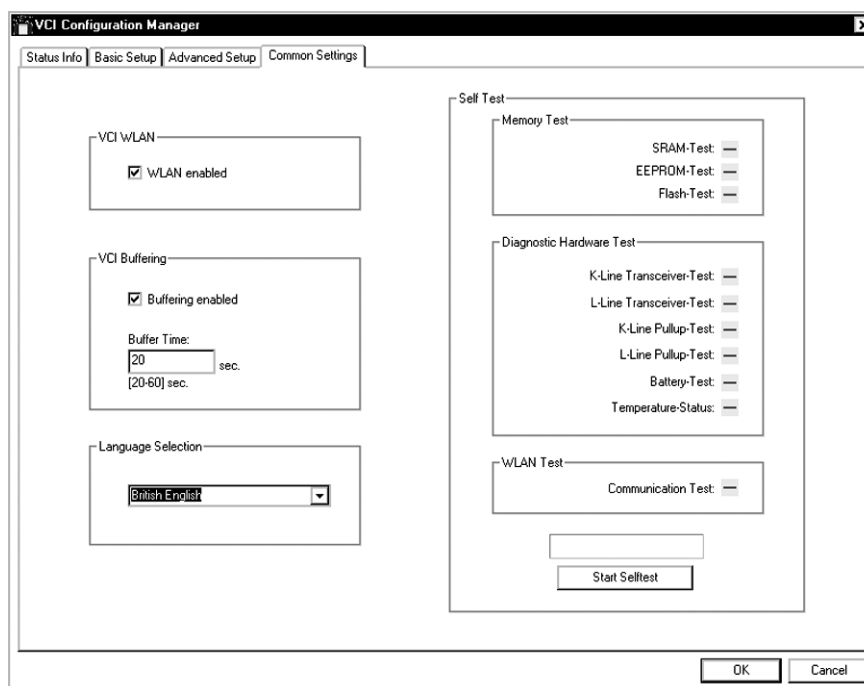 VCI Configuration Manager
Status Info
Basic Setup
Advanced Setup
Common Settings
VCI WLAN
WLAN enabled
VCI Buffering
Buffering enabled
Buffer Time:
20 sec.
[20-60] sec.
Language Selection
British English
Self Test
Memory Test
SRAM-Test: —
EEPROM-Test: —
Flash-Test: —
Diagnostic Hardware Test
K-Line Transceiver-Test: —
L-Line Transceiver-Test: —
K-Line Pullup-Test: —
L-Line Pullup-Test: —
Battery-Test: —
Temperature-Status: —
WLAN Test
Communication Test: —
Start Selftest
OK
Cancel